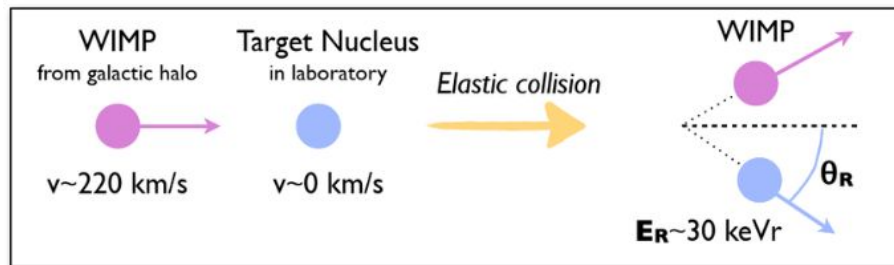 WIMP
from galactic halo
v~220 km/s
Target Nucleus
in laboratory
v~0 km/s
Elastic collision
WIMP
θR
ER~30 keVr